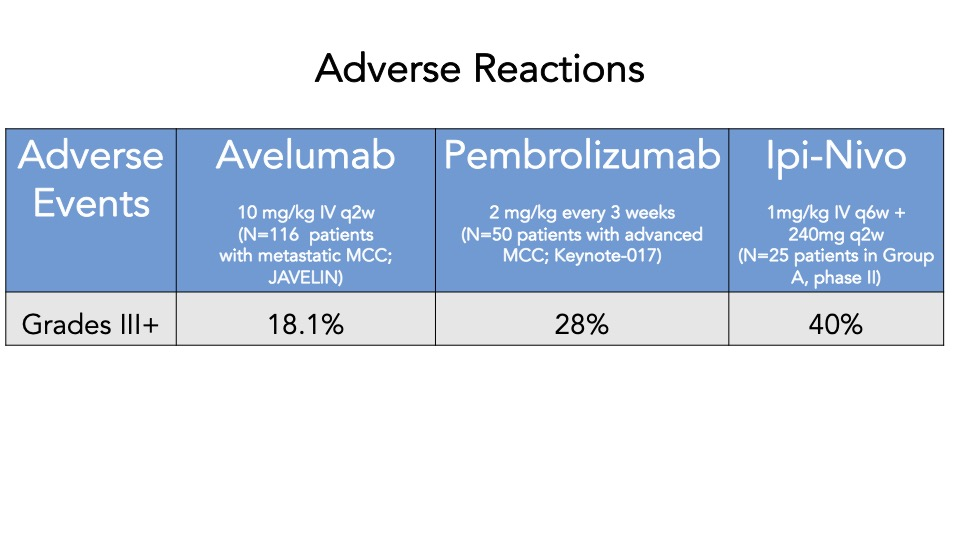 Adverse Reactions
Adverse
Events
Avelumab
10 mg/kg IV q2w
(N=116 patients
with metastatic MCC;
JAVELIN)
Pembrolizumab
2 mg/kg every 3 weeks
(N=50 patients with advanced
MCC; Keynote-017)
Ipi-Nivo
1mg/kg IV q6w +
240mg q2w
(N=25 patients in Group
A, phase II)
Grades III+
18.1%
28%
40%